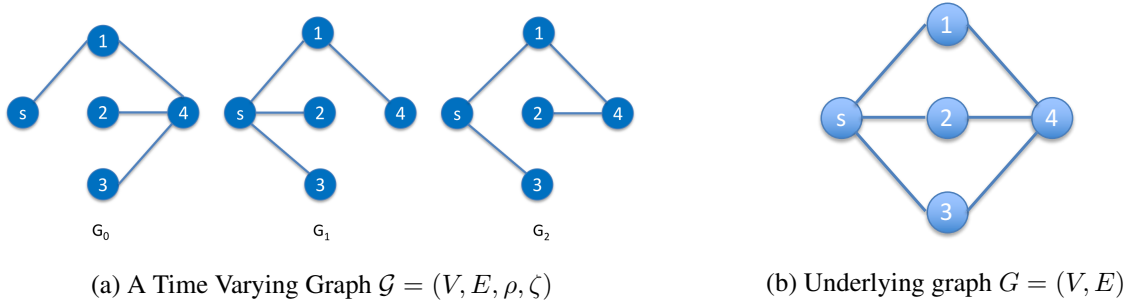 1
s 2 4
3
G₀
1
s 2 4
3
G₁
1
s 2 4
3
G₂
(a) A Time Varying Graph 𝒢 = (V, E, ρ, ζ)
1
s 2 4
3
(b) Underlying graph G = (V, E)